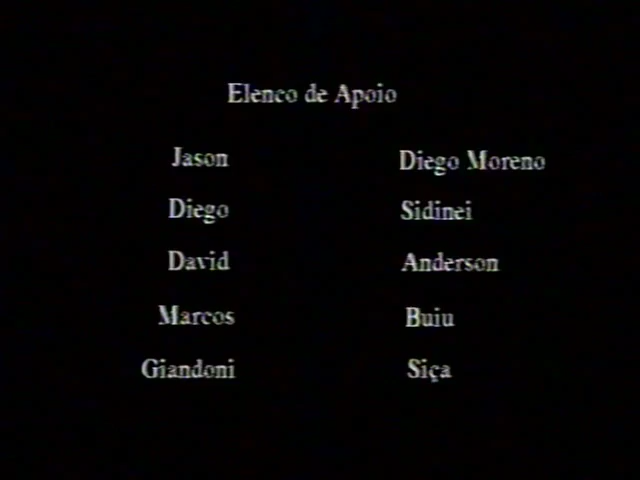 Elenco de Apoio
Jason Diego Moreno
Diego Sidinei
David Anderson
Marcos Buiu
Giandoni Siça